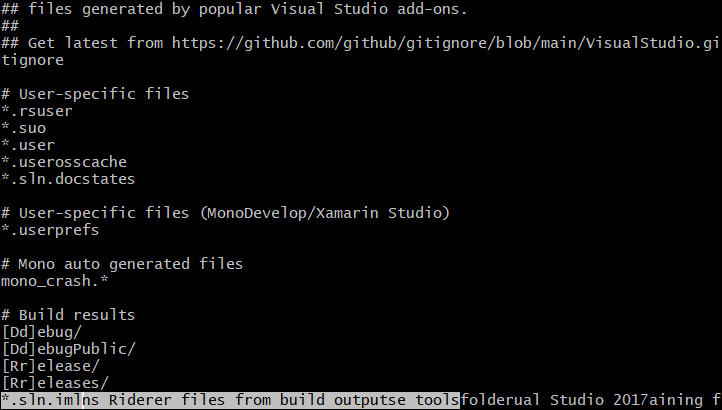 ## files generated by popular Visual Studio add-ons.
##
## Get latest from https://github.com/github/gitignore/blob/main/VisualStudio.gi
tignore
# User-specific files
*.rsuser
*.suo
*.user
*.userosscache
*.sln.docstates
# User-specific files (MonoDevelop/Xamarin Studio)
*.userprefs
# Mono auto generated files
mono_crash.*
# Build results
[Dd]ebug/
[Dd]ebugPublic/
[Rr]elease/
[Rr]eleases/
*.sln.imlns Riderer files from build outputse toolsfolderual Studio 2017aining f